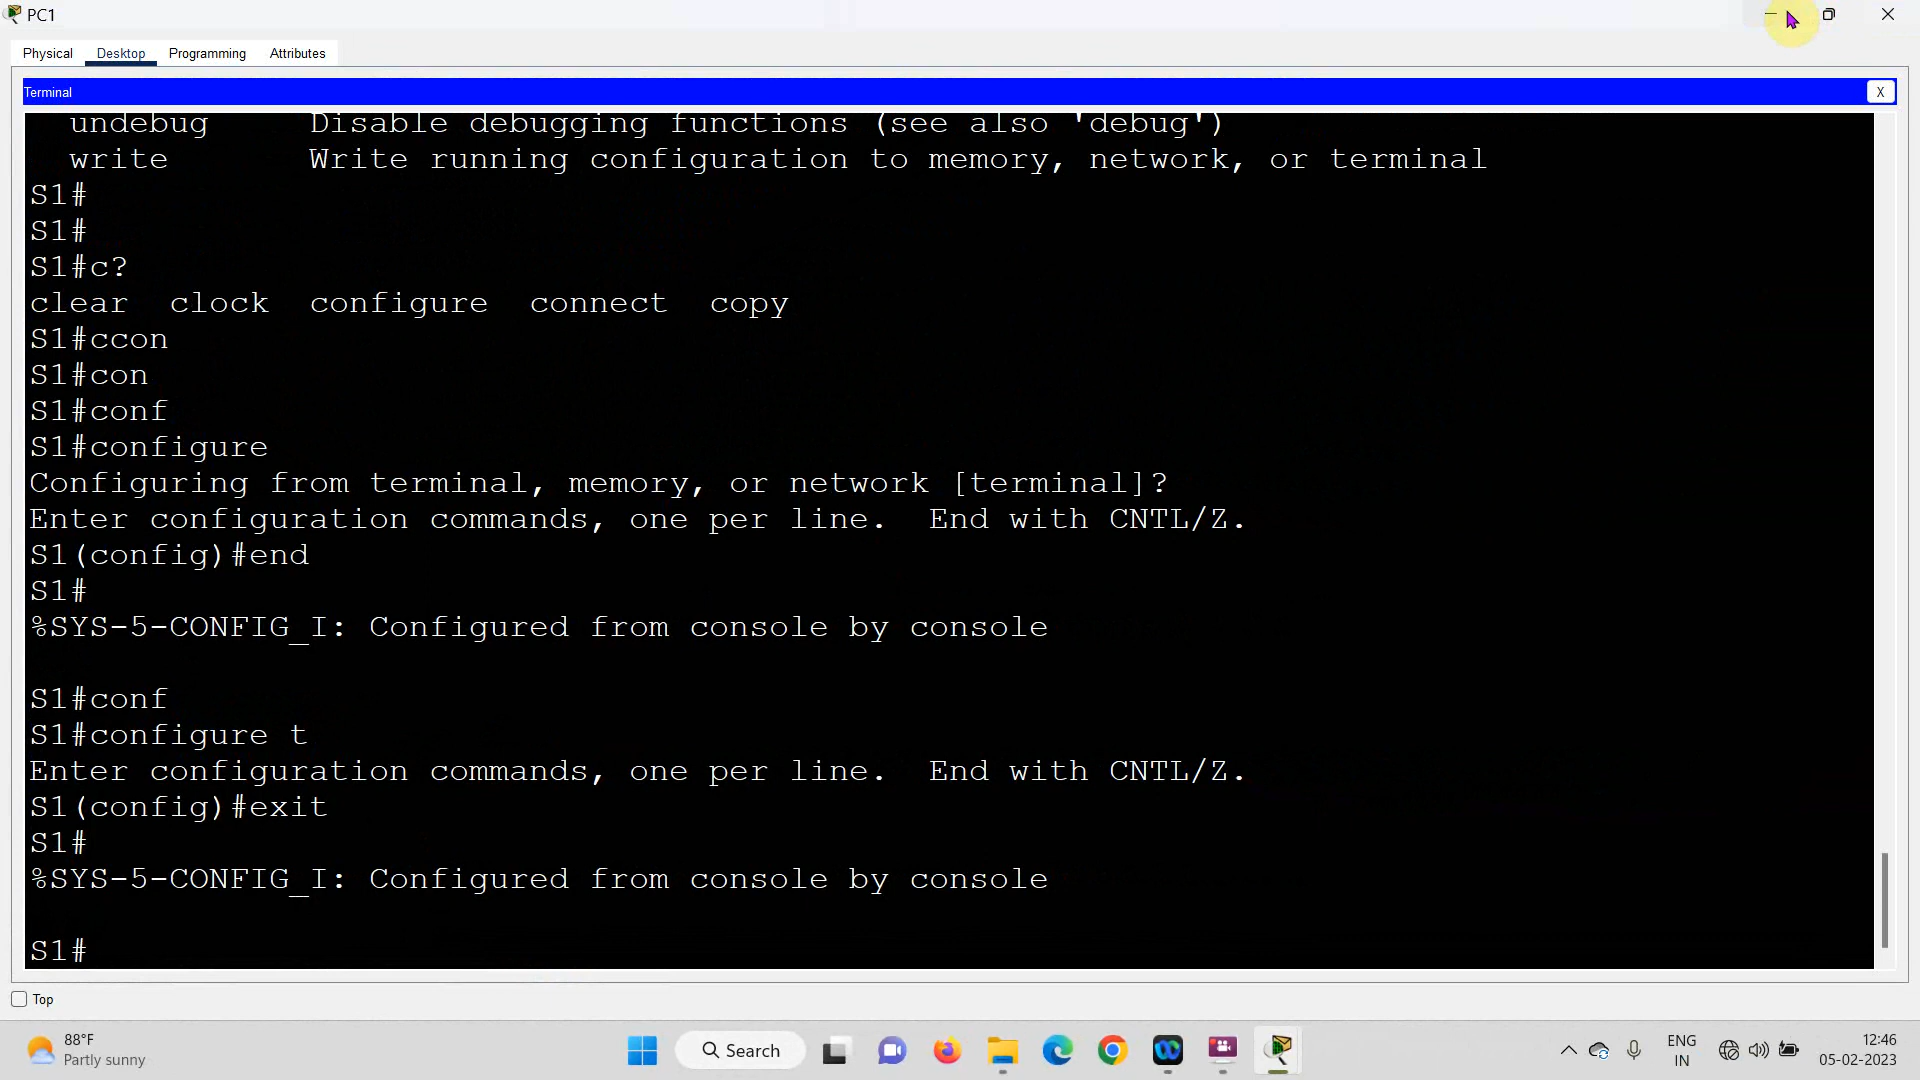 PC1
Physical Desktop Programming Attributes
Terminal X
undebug Disable debugging functions (see also 'debug')
write Write running configuration to memory, network, or terminal
S1#
S1#
S1#c?
clear clock configure connect copy
S1#ccon
S1#con
S1#conf
S1#configure
Configuring from terminal, memory, or network [terminal]?
Enter configuration commands, one per line. End with CNTL/Z.
S1(config)#end
S1#
%SYS-5-CONFIG_I: Configured from console by console
S1#conf
S1#configure t
Enter configuration commands, one per line. End with CNTL/Z.
S1(config)#exit
S1#
%SYS-5-CONFIG_I: Configured from console by console
S1#
Top
88°F
Partly sunny
Search
ENG
IN
12:46
05-02-2023